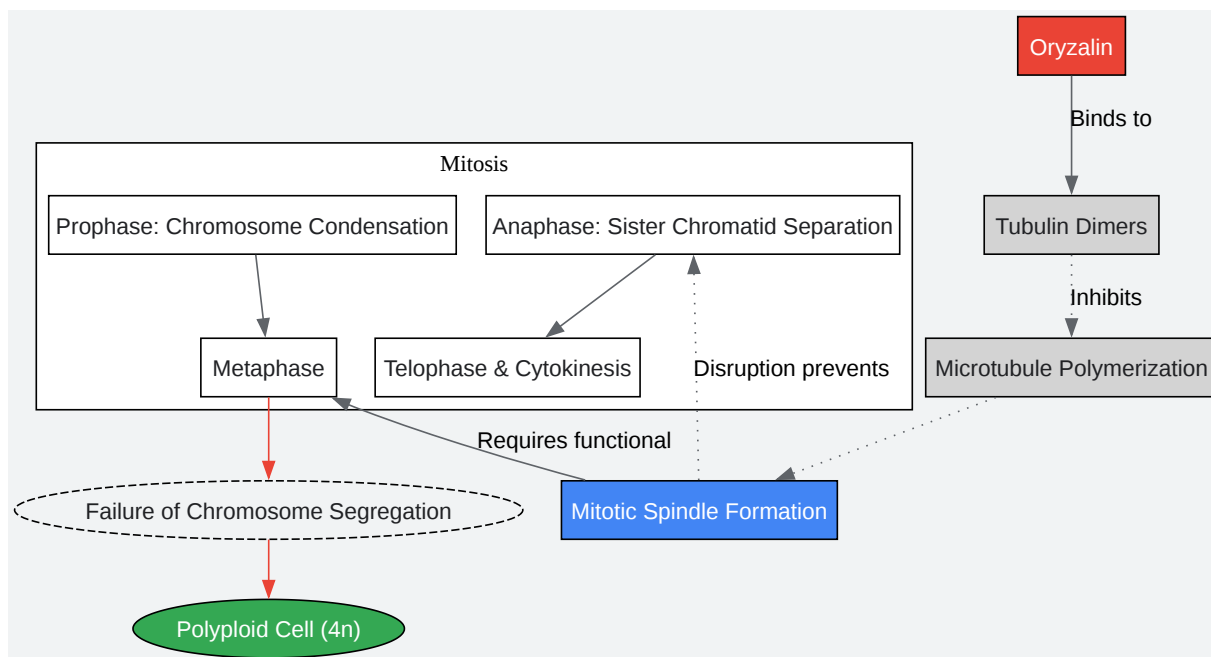 Oryzalin
Binds to
Mitosis
Prophase: Chromosome Condensation
Anaphase: Sister Chromatid Separation
Tubulin Dimers
Inhibits
Metaphase
Telophase & Cytokinesis
Disruption prevents
Microtubule Polymerization
Requires functional
Failure of Chromosome Segregation
Mitotic Spindle Formation
Polyploid Cell (4n)